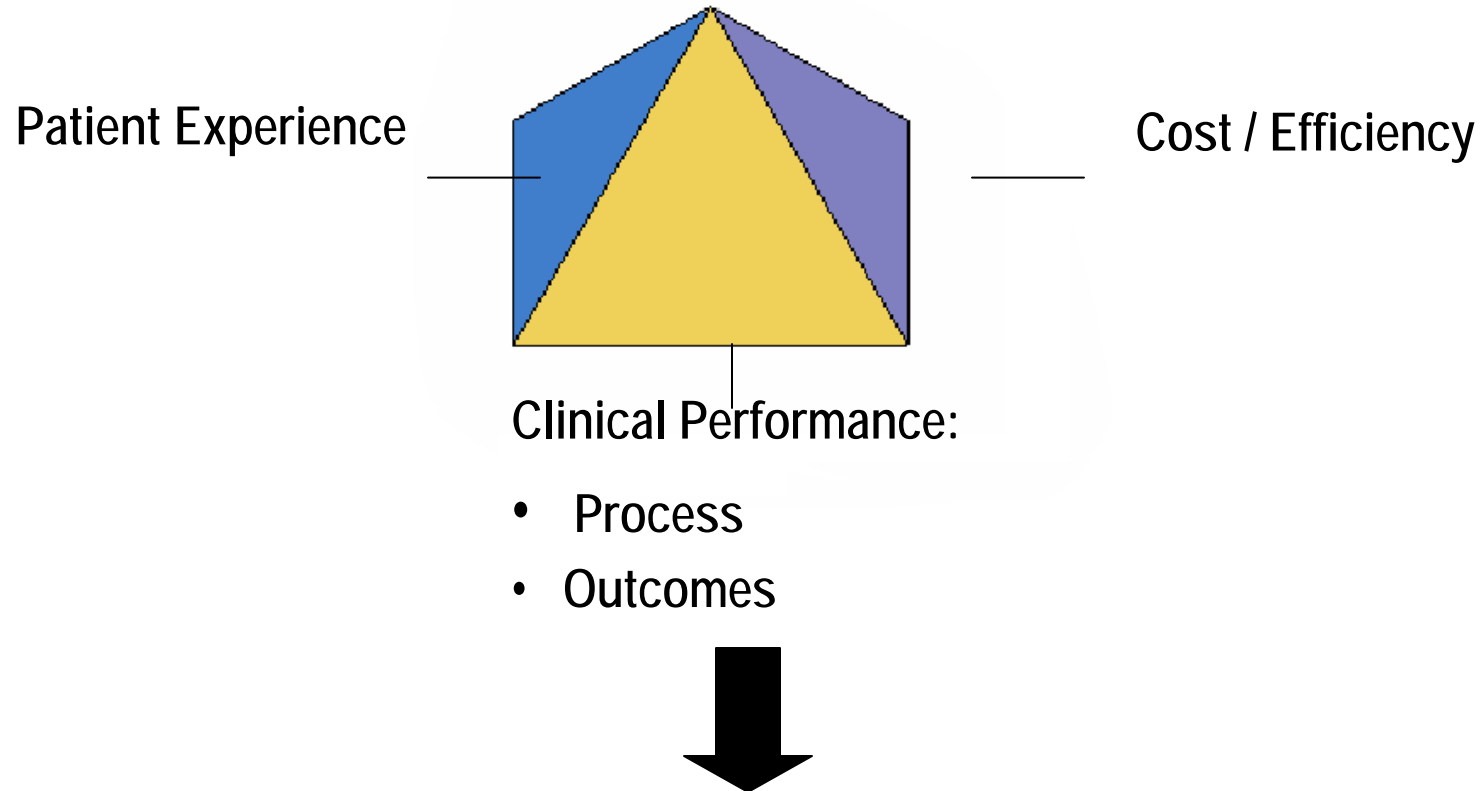 Patient Experience
Cost / Efficiency
Clinical Performance:
• Process
• Outcomes